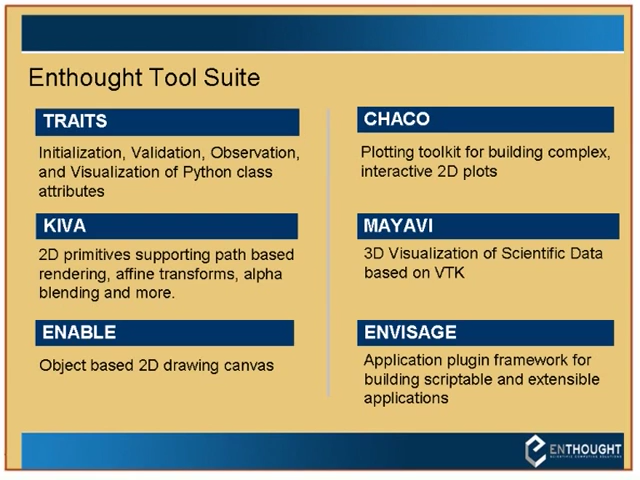 Enthought Tool Suite
TRAITS
Initialization, Validation, Observation,
and Visualization of Python class
attributes
KIVA
2D primitives supporting path based
rendering, affine transforms, alpha
blending and more.
ENABLE
Object based 2D drawing canvas
CHACO
Plotting toolkit for building complex,
interactive 2D plots
MAYAVI
3D Visualization of Scientific Data
based on VTK
ENVISAGE
Application plugin framework for
building scriptable and extensible
applications
ENTHOUGHT
SCIENTIFIC COMPUTING SOLUTIONS